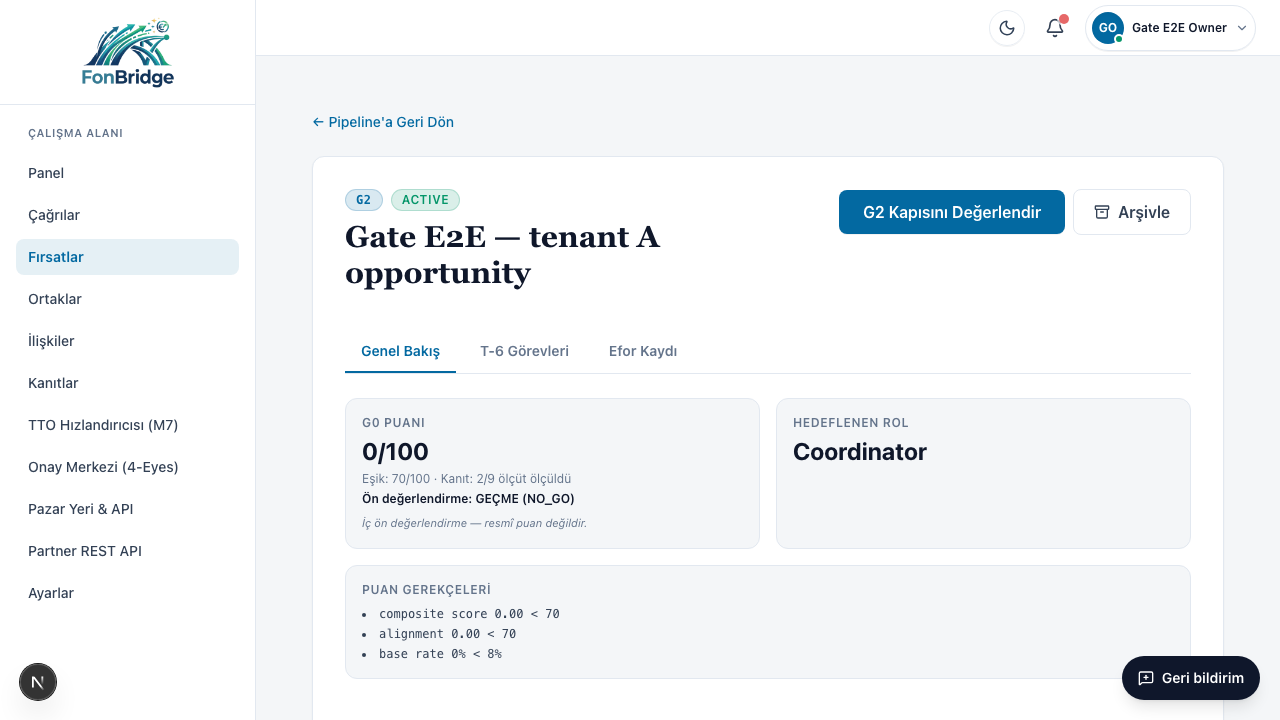 FonBridge
ÇALIŞMA ALANI
Panel
Çağrılar
Fırsatlar
Ortaklar
İlişkiler
Kanıtlar
TTO Hızlandırıcısı (M7)
Onay Merkezi (4-Eyes)
Pazar Yeri & API
Partner REST API
Ayarlar
N
GO
Gate E2E Owner
← Pipeline'a Geri Dön
G2
ACTIVE
Gate E2E — tenant A
opportunity
G2 Kapısını Değerlendir
Arşivle
Genel Bakış
T-6 Görevleri
Efor Kaydı
G0 PUANI
0/100
Eşik: 70/100 · Kanıt: 2/9 ölçüt ölçüldü
Ön değerlendirme: GEÇME (NO_GO)
İç ön değerlendirme — resmî puan değildir.
HEDEFLENEN ROL
Coordinator
PUAN GEREKÇELERİ
• composite score 0.00 < 70
• alignment 0.00 < 70
• base rate 0% < 8%
Geri bildirim